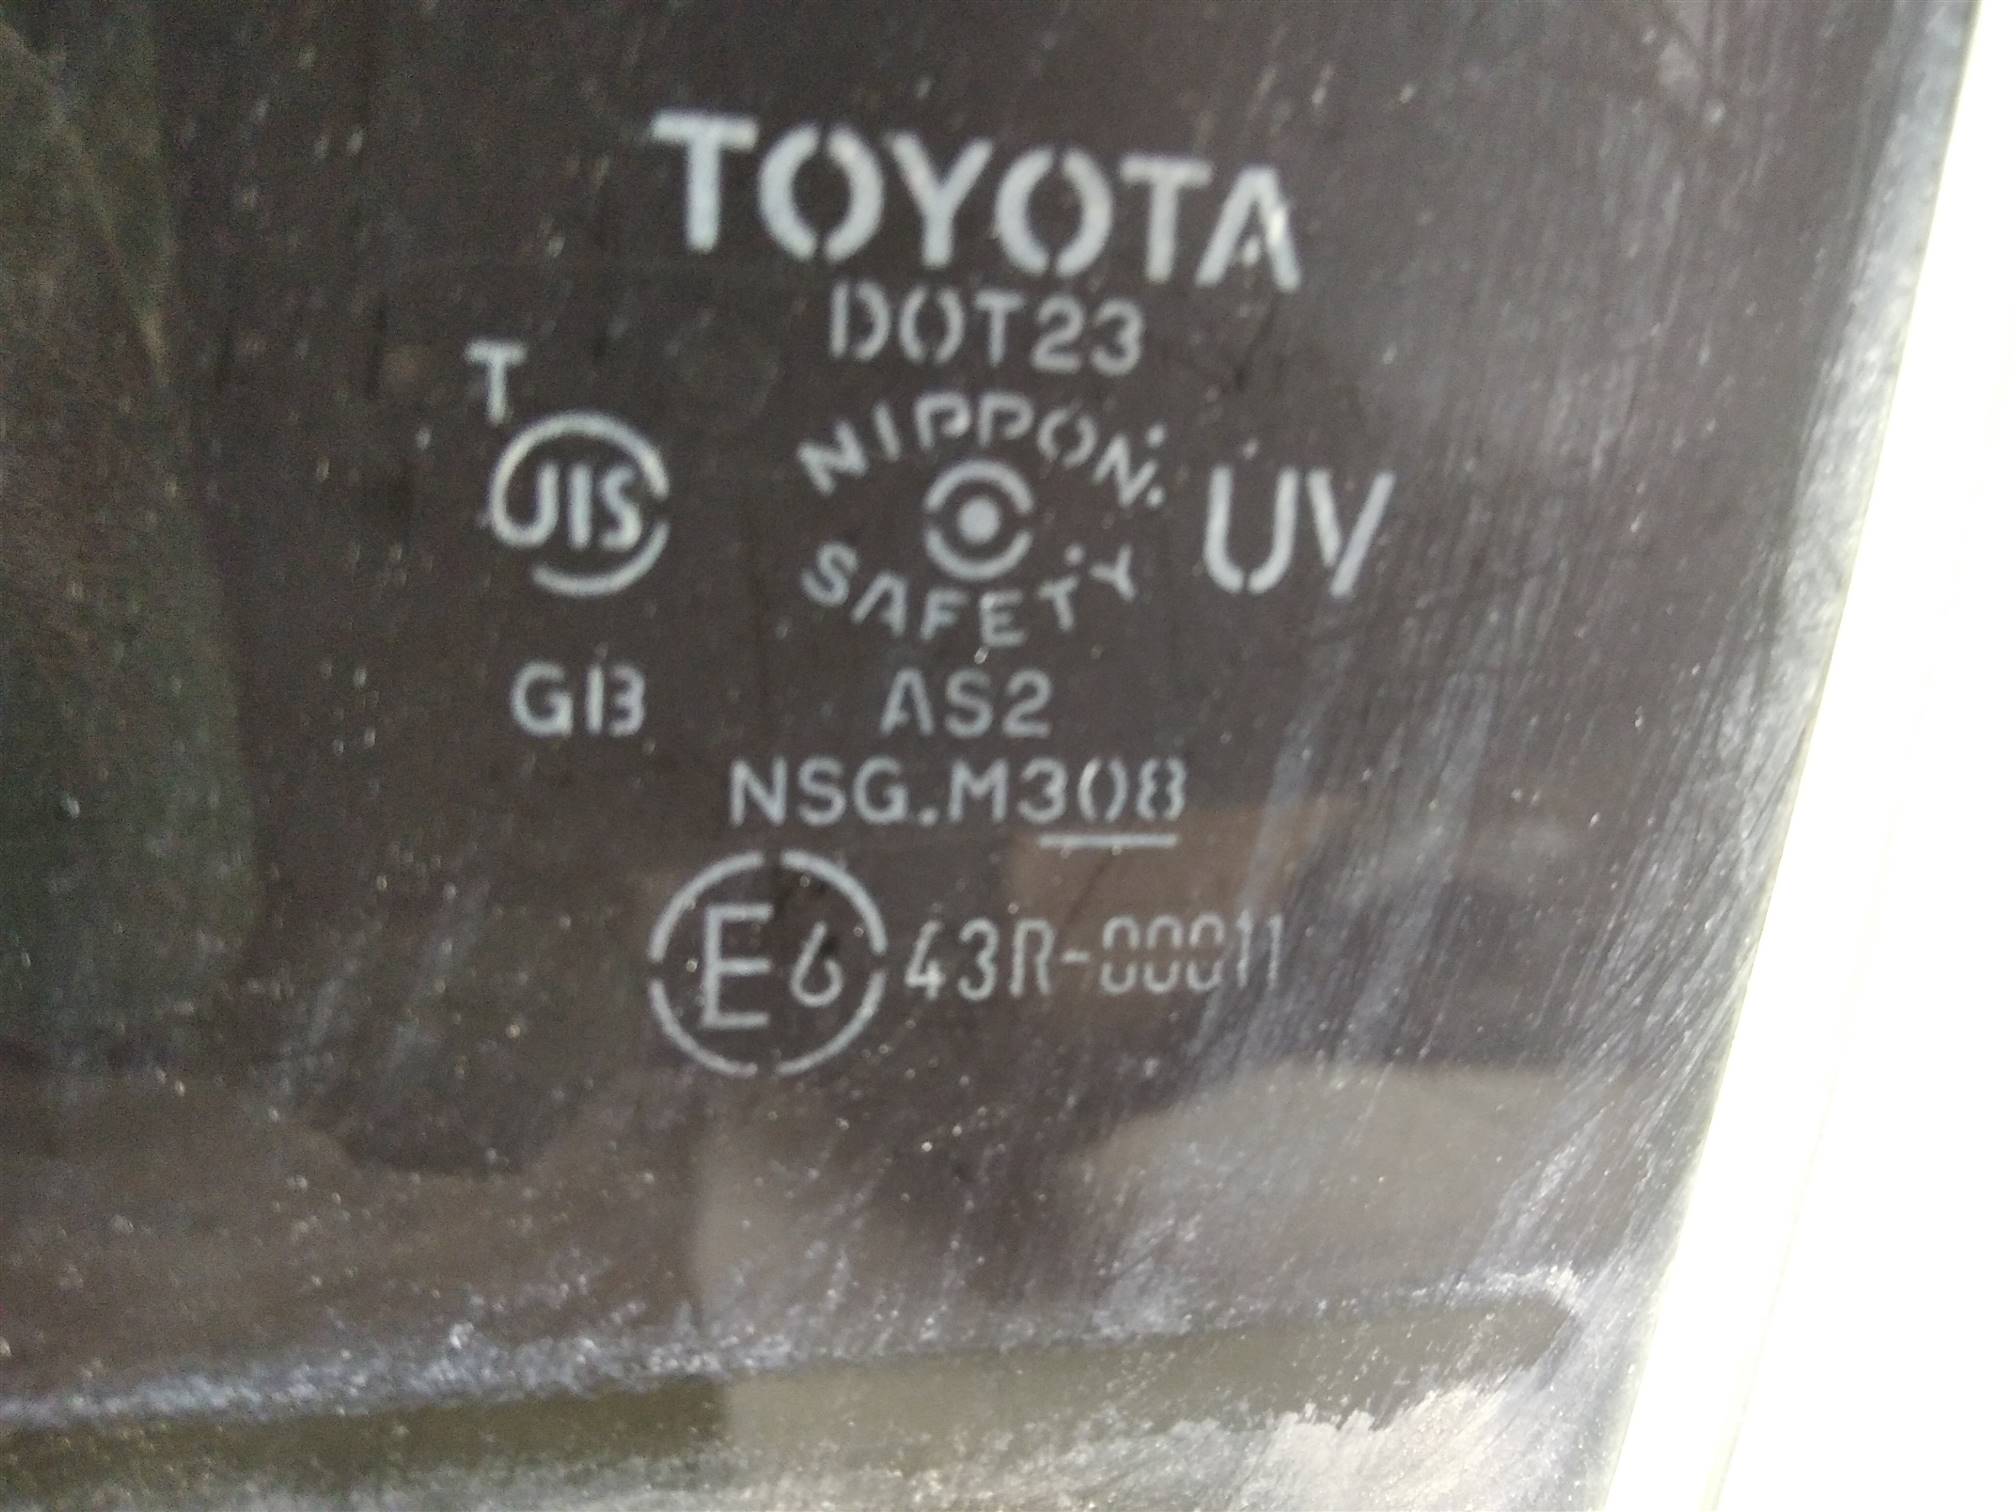 TOYOTA
DOT23
T
JIS
NIPPON.
SAFETY
UV
GB
AS2
NSG.M308
E6 43R-00011